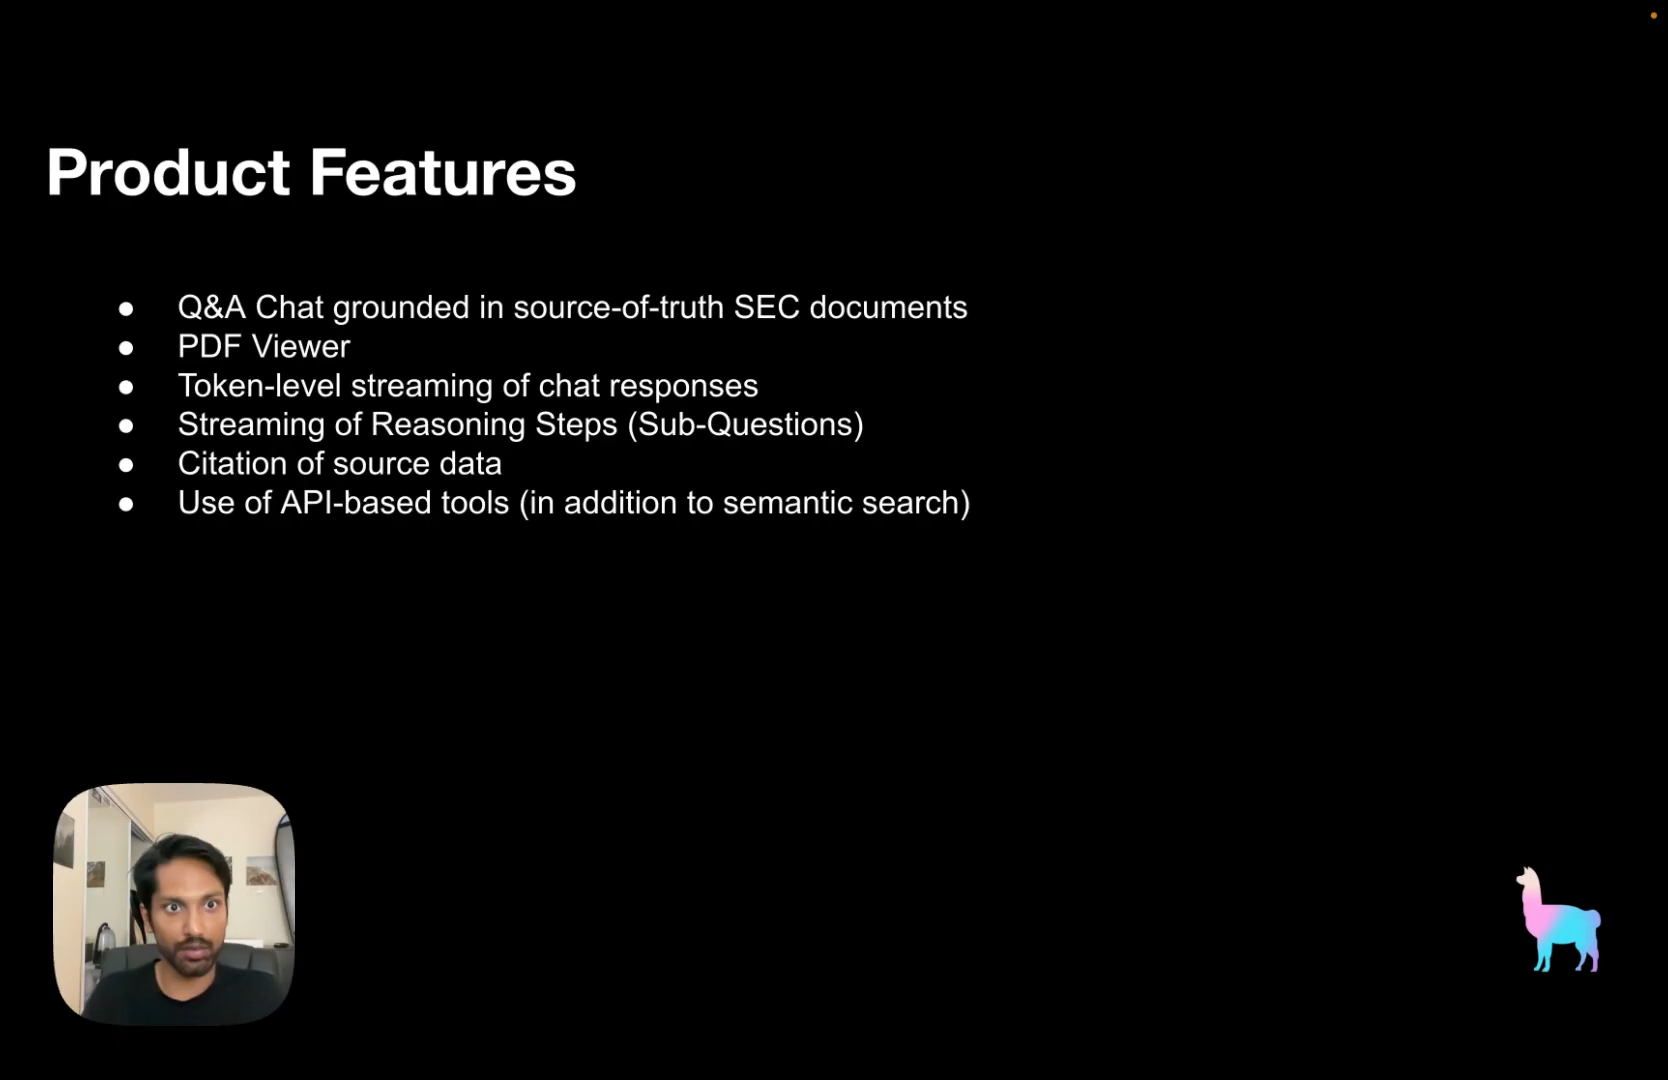 Product Features
● Q&A Chat grounded in source-of-truth SEC documents
● PDF Viewer
● Token-level streaming of chat responses
● Streaming of Reasoning Steps (Sub-Questions)
● Citation of source data
● Use of API-based tools (in addition to semantic search)